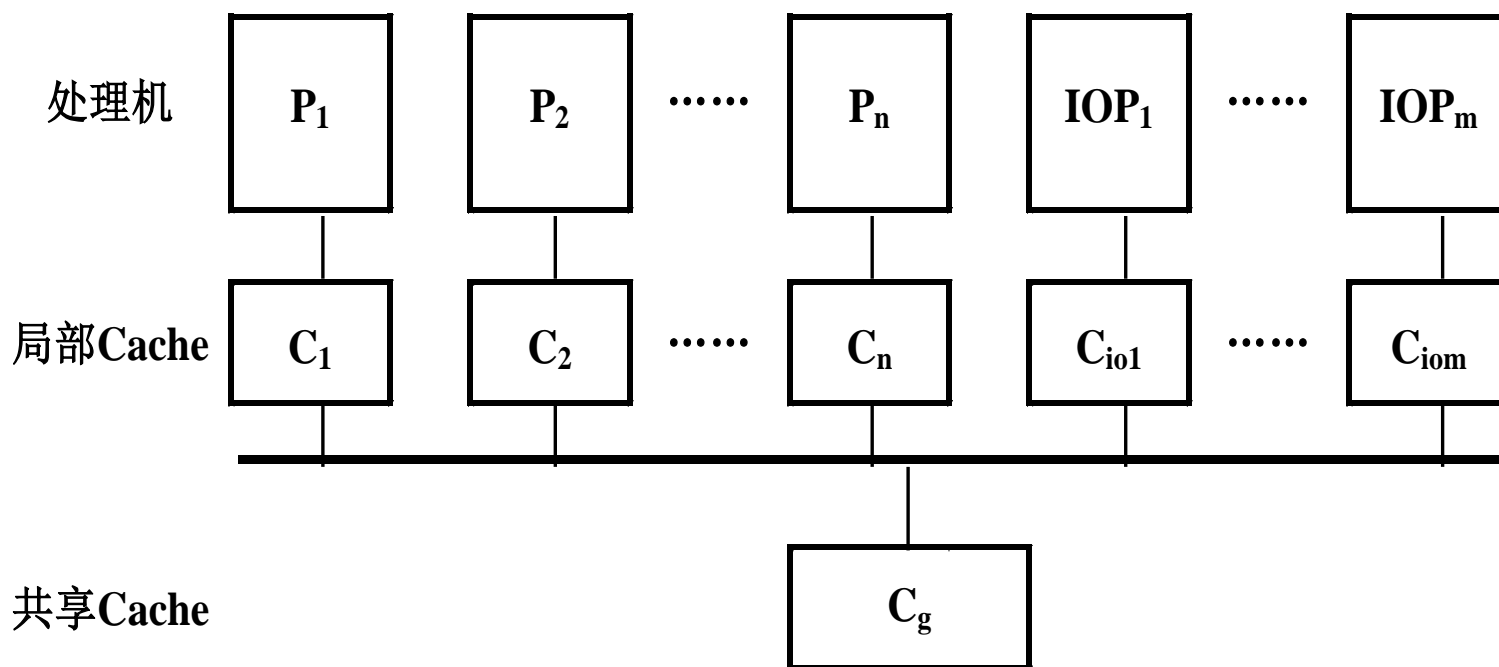 处理机 P₁ P₂ …… Pₙ IOP₁ …… IOPₘ
局部Cache C₁ C₂ …… Cₙ Cᵢₒ₁ …… Cᵢₒₘ
共享Cache C_g